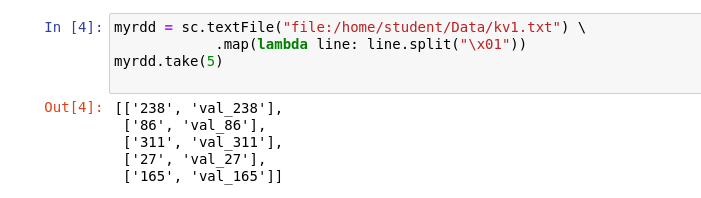 In [4]: myrdd = sc.textFile("file:/home/student/Data/kv1.txt") \
.map(lambda line: line.split("\x01"))
myrdd.take(5)
Out[4]: [['238', 'val_238'],
['86', 'val_86'],
['311', 'val_311'],
['27', 'val_27'],
['165', 'val_165']]